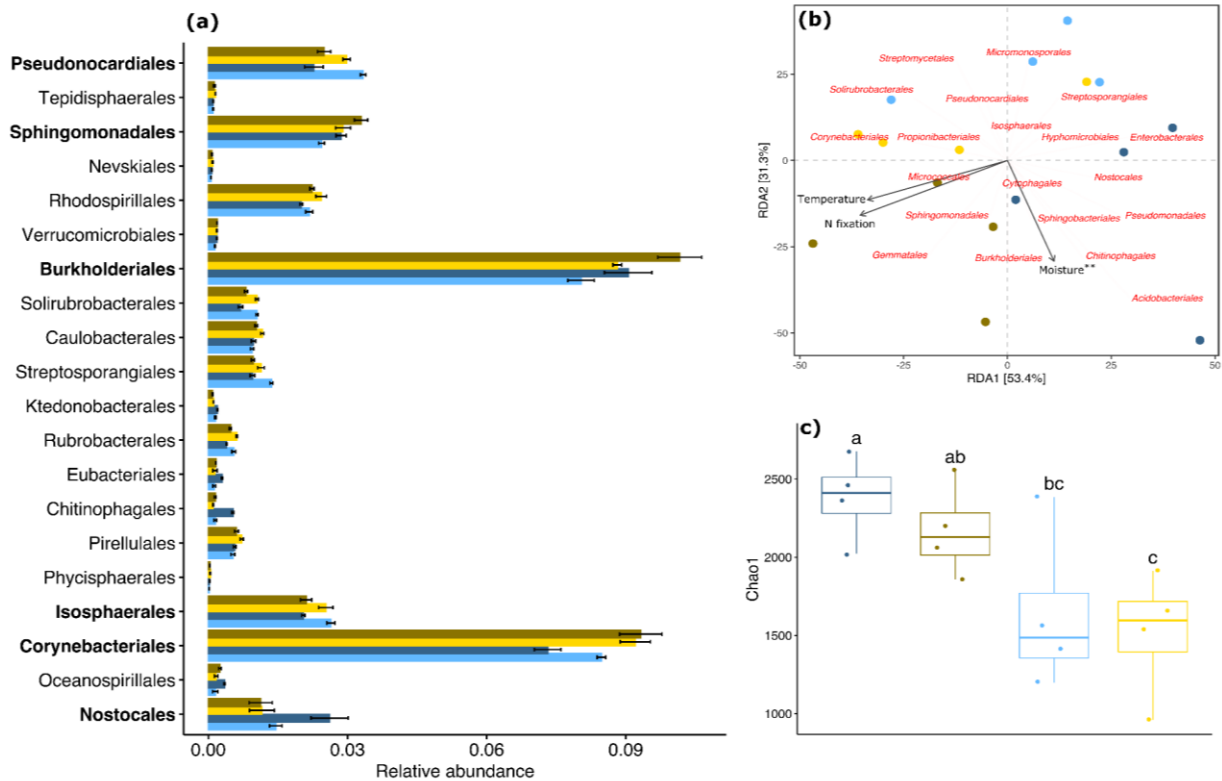 (a)
Pseudonocardiales
Tepidisphaerales
Sphingomonadales
Nevskiales
Rhodospirillales
Verrucomicrobiales
Burkholderiales
Solirubrobacterales
Caulobacterales
Streptosporangiales
Ktedonobacterales
Rubrobacterales
Eubacteriales
Chitinophagales
Pirellulales
Phycisphaerales
Isosphaerales
Corynebacteriales
Oceanospirillales
Nostocales
0.00 0.03 0.06 0.09
Relative abundance
(b)
Micromonosporales
Streptomycetales
Solirubrobacterales
Pseudonocardiales
Streptosporangiales
Isosphaerales
Corynebacteriales
Propionibacteriales
Hyphomicrobiales
Enterobacterales
Micrococcales
Cytophagales
Nostocales
Temperature
N fixation
Sphingomonadales
Sphingobacteriales
Pseudomonadales
Gemmatales
Burkholderiales
Chitinophagales
Moisture**
Acidobacteriales
25
0
-25
-50
RDA2 [31.3%]
-50 -25 0 25 50
RDA1 [53.4%]
c)
a
ab
bc
c
2500
2000
1500
1000
Chao1